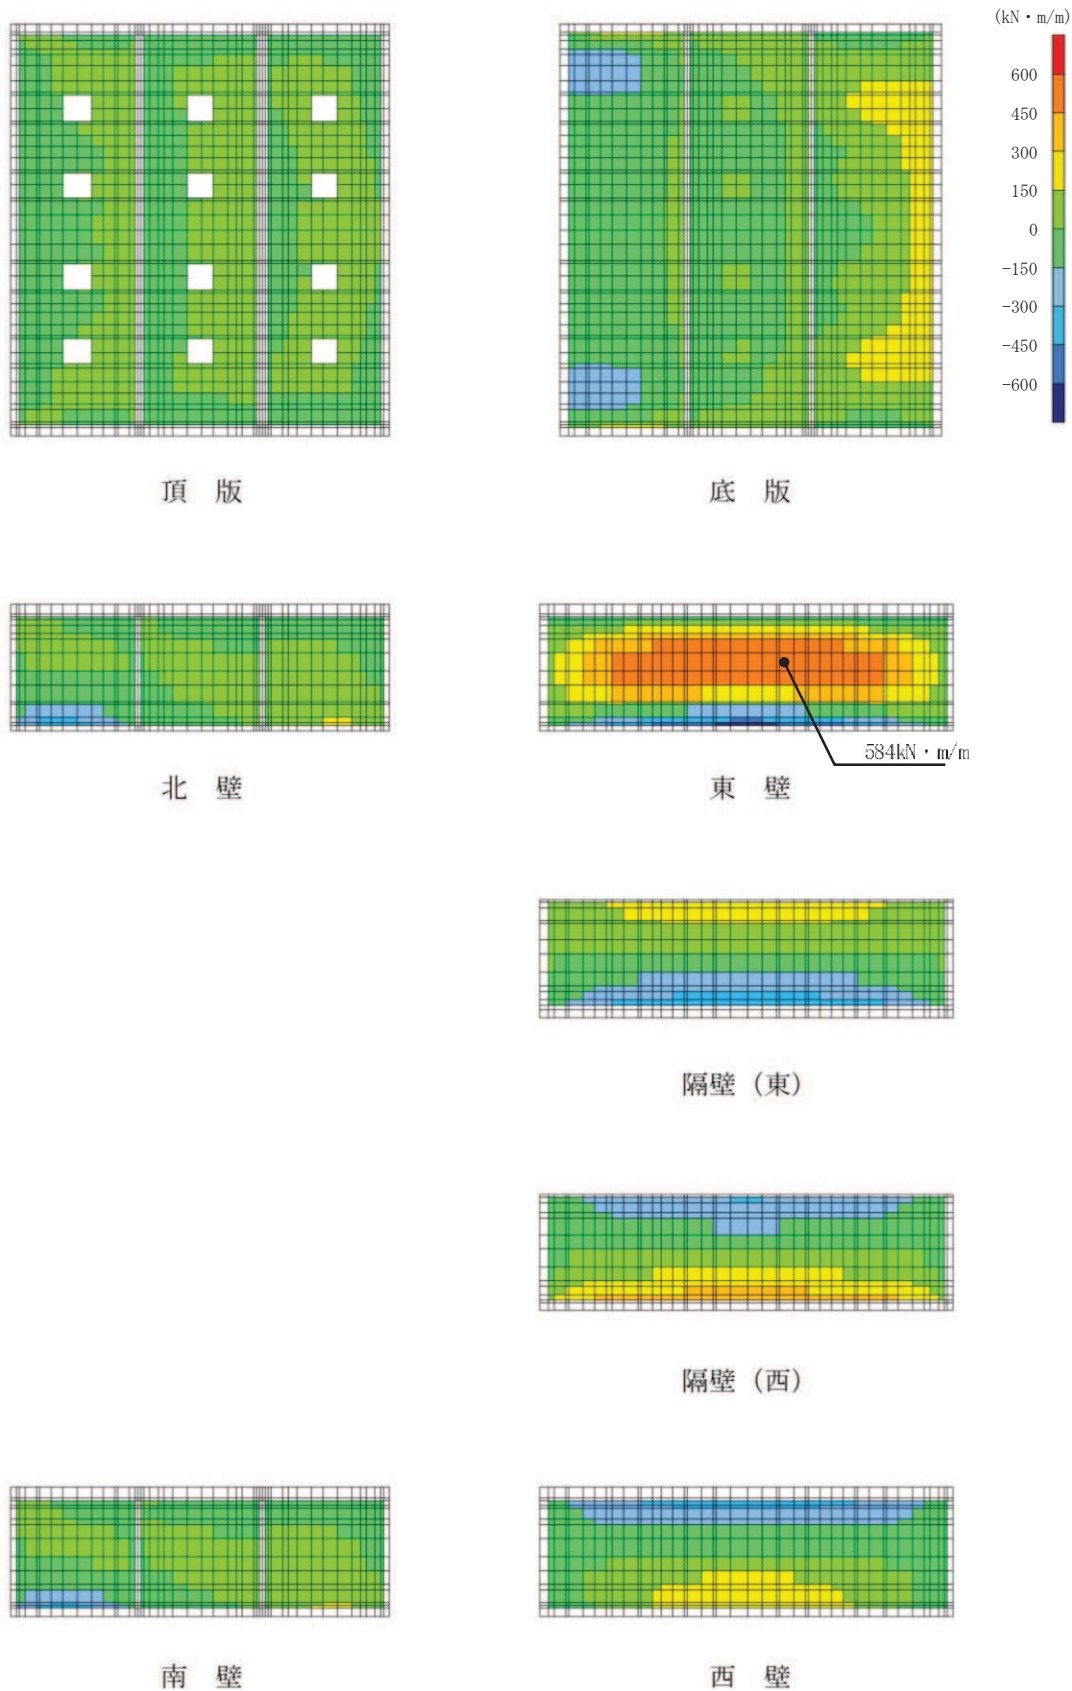 (kN・m/m)
600
450
300
150
0
-150
-300
-450
-600
頂 版
底 版
584kN・m/m
北 壁
東 壁
隔壁（東）
隔壁（西）
南 壁
西 壁